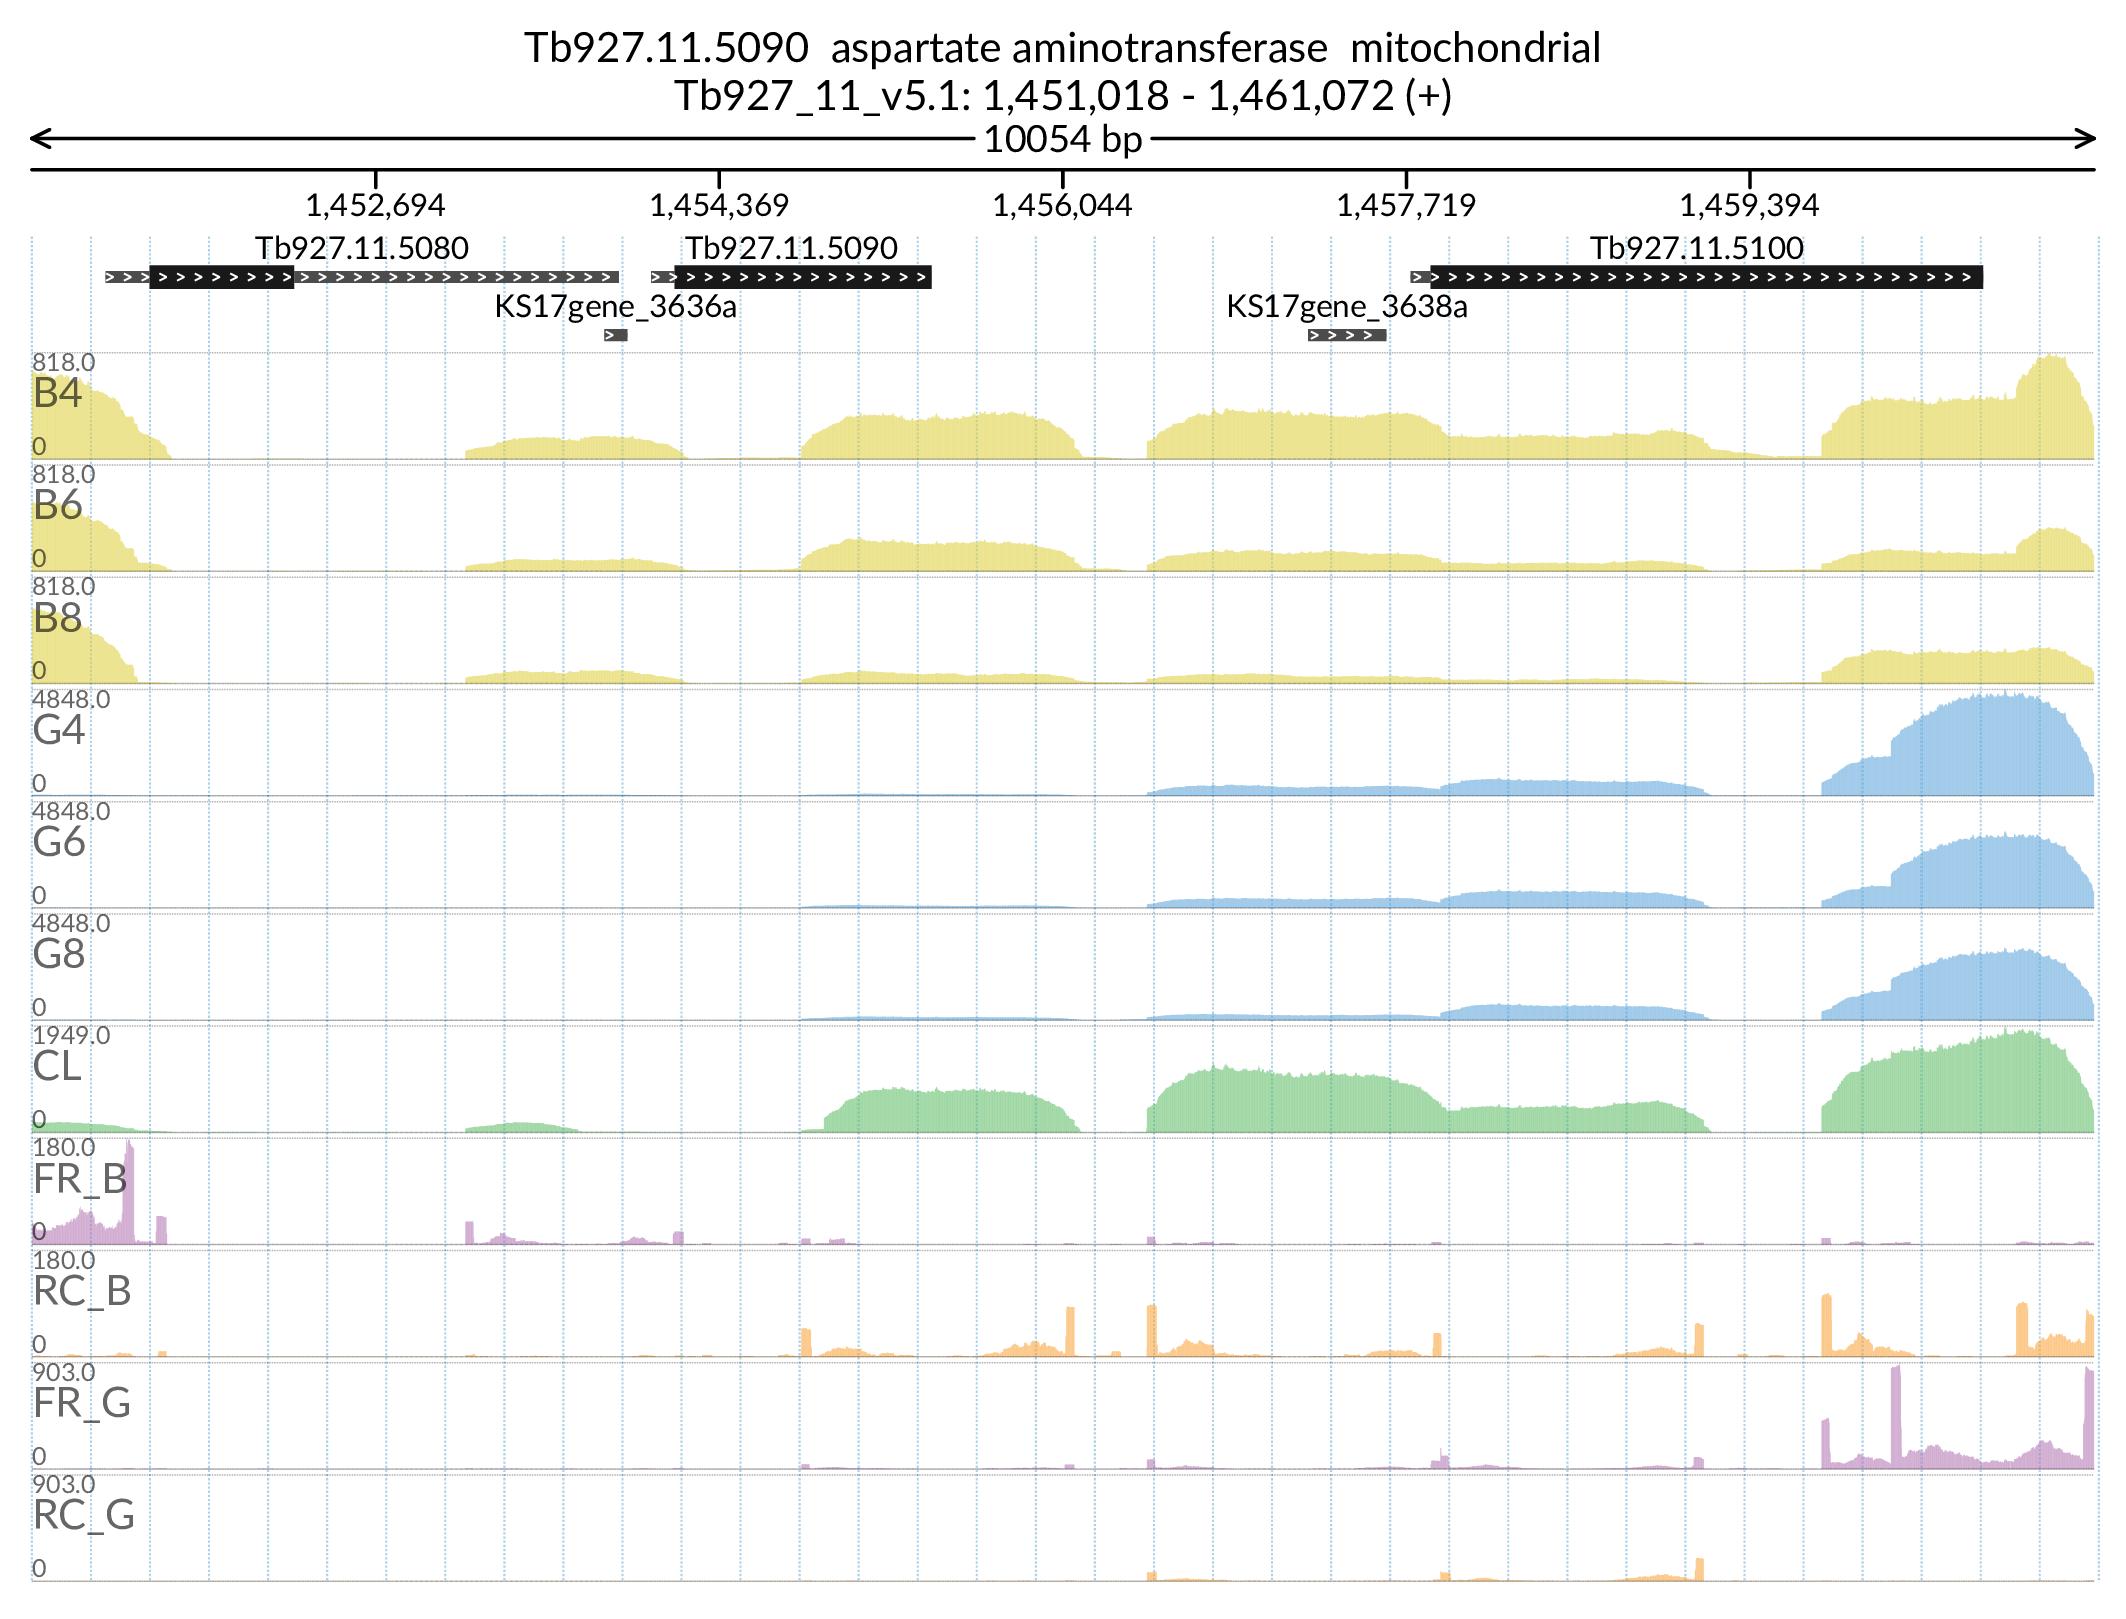 Tb927.11.5090 aspartate aminotransferase mitochondrial
Tb927_11_v5.1: 1,451,018 - 1,461,072 (+)
10054 bp
1,452,694 1,454,369 1,456,044 1,457,719 1,459,394
Tb927.11.5080 Tb927.11.5090 Tb927.11.5100
KS17gene_3636a KS17gene_3638a
818.0
B4
0
818.0
B6
0
818.0
B8
0
4848.0
G4
0
4848.0
G6
0
4848.0
G8
0
1949.0
CL
0
180.0
FR_B
0
180.0
RC_B
0
903.0
FR_G
0
903.0
RC_G
0